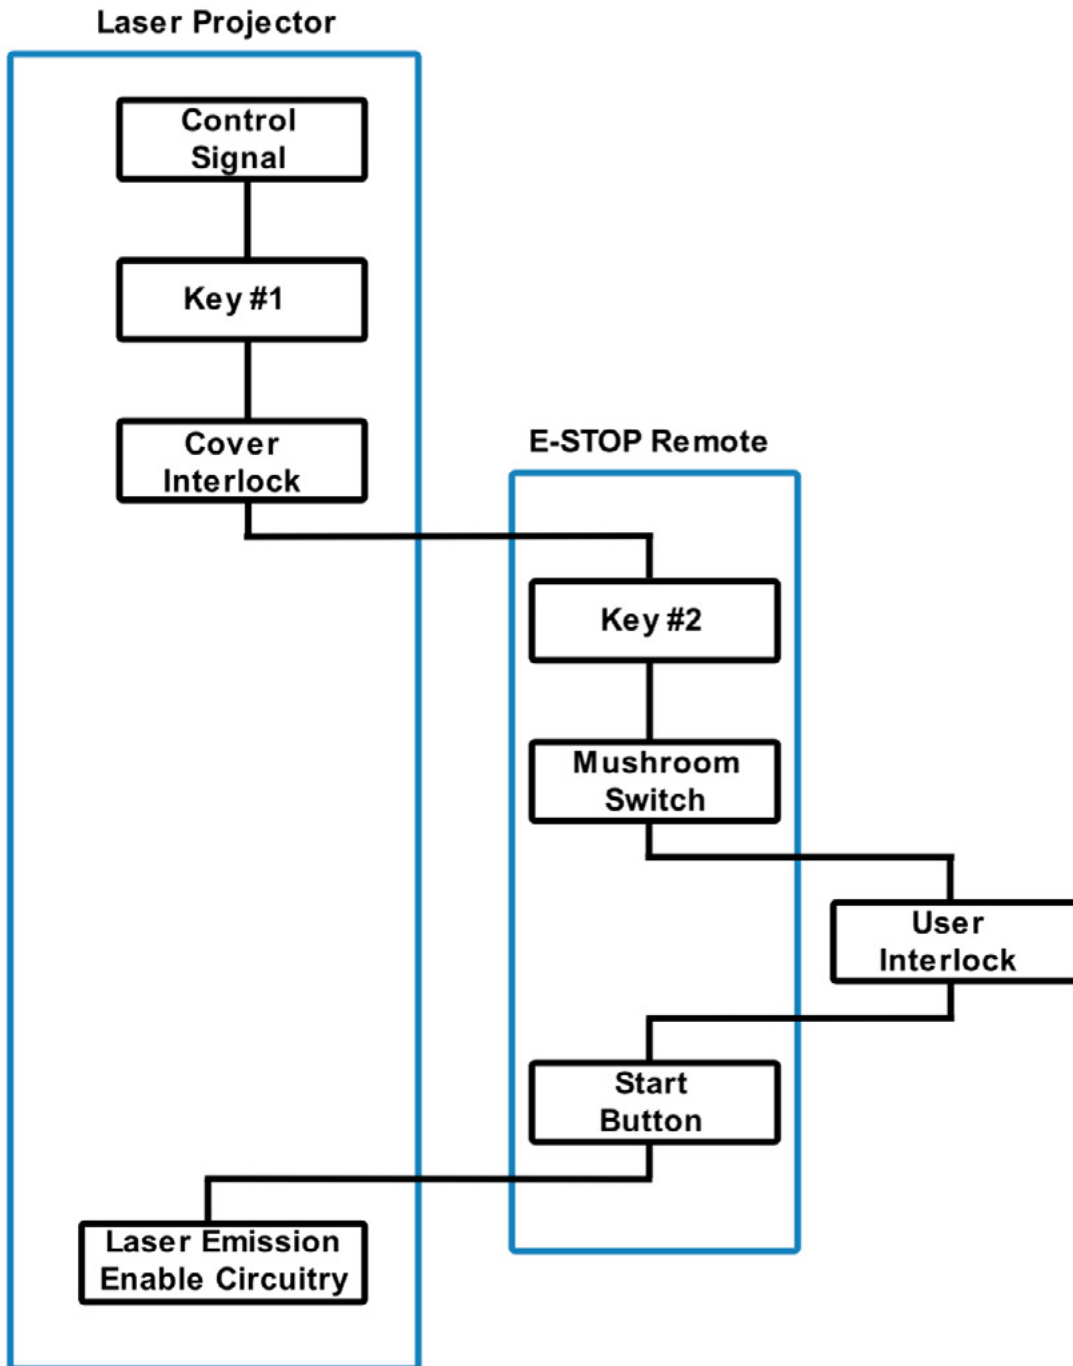 Laser Projector
Control
Signal
Key #1
Cover
Interlock
E-STOP Remote
Key #2
Mushroom
Switch
User
Interlock
Start
Button
Laser Emission
Enable Circuitry